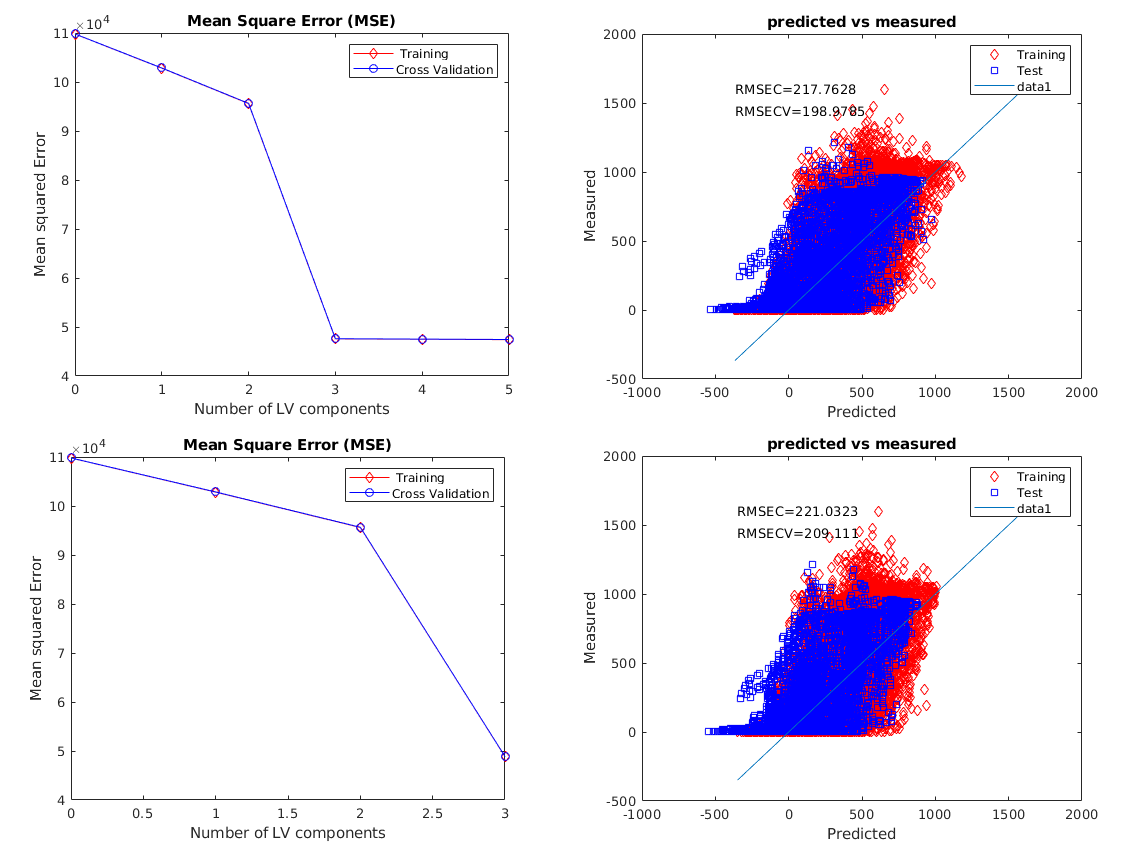 Mean Square Error (MSE)
×10^4
11
10
9
8
7
6
5
4
Mean squared Error
Training
Cross Validation
0
1
2
3
4
5
Number of LV components
predicted vs measured
2000
1500
1000
500
0
-500
Measured
RMSEC=217.7628
RMSECV=198.9785
Training
Test
data1
-1000
-500
0
500
1000
1500
2000
Predicted
Mean Square Error (MSE)
×10^4
11
10
9
8
7
6
5
4
Mean squared Error
Training
Cross Validation
0
0.5
1
1.5
2
2.5
3
Number of LV components
predicted vs measured
2000
1500
1000
500
0
-500
Measured
RMSEC=221.0323
RMSECV=209.111
Training
Test
data1
-1000
-500
0
500
1000
1500
2000
Predicted